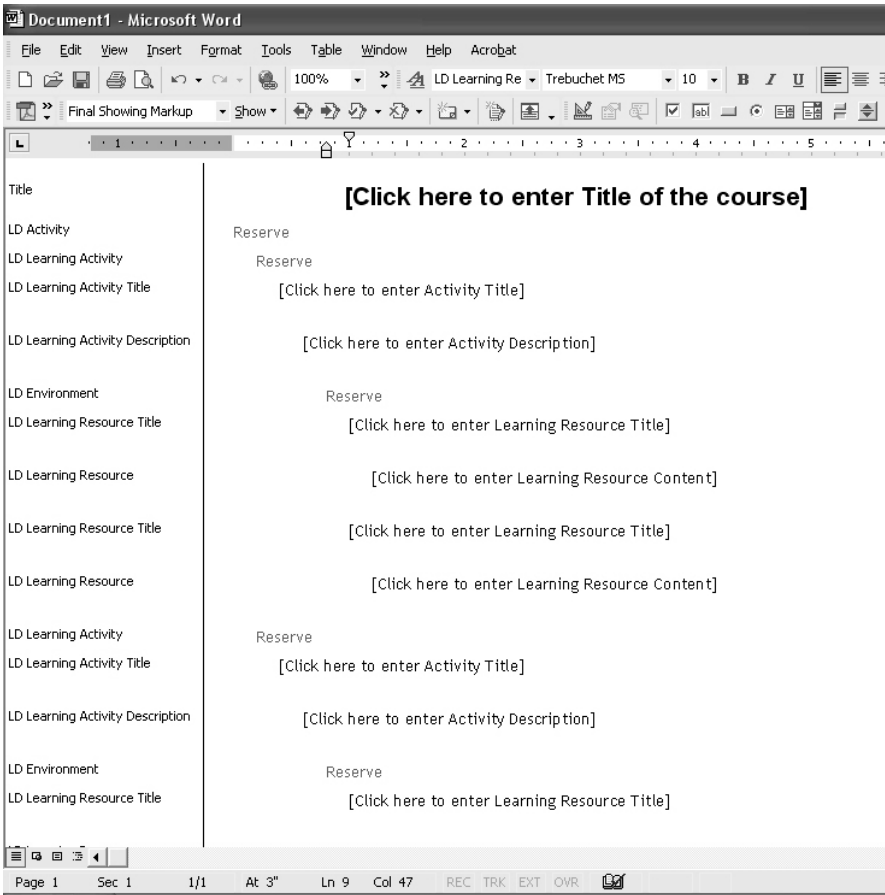 Document1 - Microsoft Word
File Edit View Insert Format Tools Table Window Help Acrobat
100% LD Learning Re Trebuchet MS 10 B I U
Final Showing Markup Show ab|
L 1 2 3 4 5
Title [Click here to enter Title of the course]
LD Activity Reserve
LD Learning Activity Reserve
LD Learning Activity Title [Click here to enter Activity Title]
LD Learning Activity Description [Click here to enter Activity Description]
LD Environment Reserve
LD Learning Resource Title [Click here to enter Learning Resource Title]
LD Learning Resource [Click here to enter Learning Resource Content]
LD Learning Resource Title [Click here to enter Learning Resource Title]
LD Learning Resource [Click here to enter Learning Resource Content]
LD Learning Activity Reserve
LD Learning Activity Title [Click here to enter Activity Title]
LD Learning Activity Description [Click here to enter Activity Description]
LD Environment Reserve
LD Learning Resource Title [Click here to enter Learning Resource Title]
Page 1 Sec 1 1/1 At 3" Ln 9 Col 47 REC TRK EXT OVR